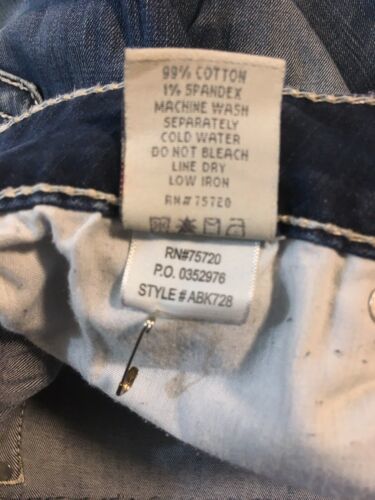 99% COTTON
1% SPANDEX
MACHINE WASH
SEPARATELY
COLD WATER
DO NOT BLEACH
LINE DRY
LOW IRON
RN# 75720
RN#75720
P.O. 0352976
STYLE # ABK728